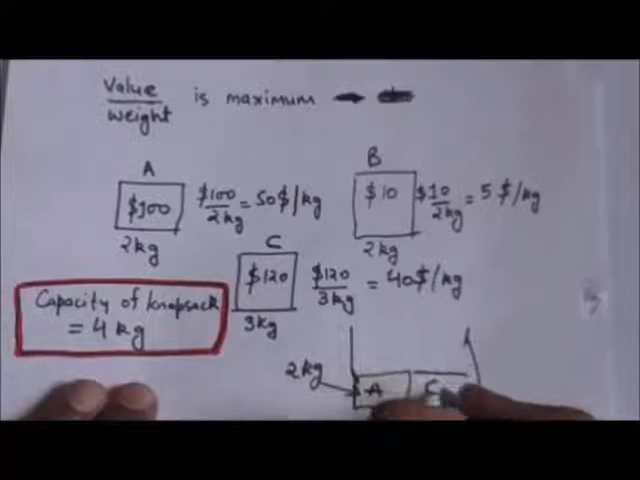 Value
weight
is maximum
A
$100
2kg
$100
2kg
= 50$/kg
B
$10
2kg
$10
2kg
= 5 $/kg
C
$120
3kg
$120
3kg
= 40$/kg
Capacity of knapsack
= 4 kg
2kg
A
C